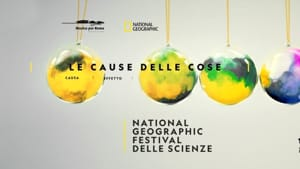 Musica per Roma
NATIONAL
GEOGRAPHIC
LE CAUSE DELLE COSE
CAUSA EFFETTO
NATIONAL
GEOGRAPHIC
FESTIVAL
DELLE SCIENZE